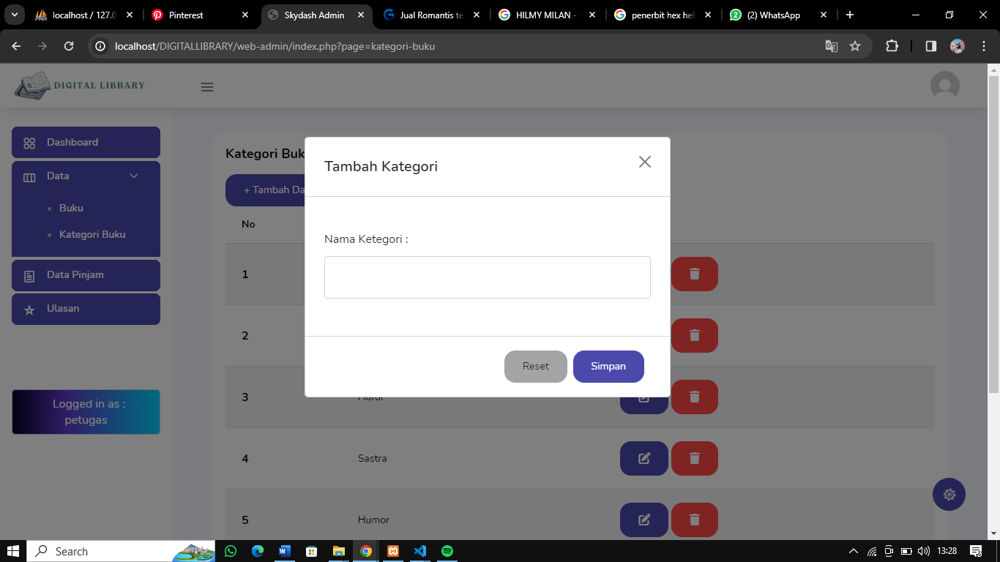 localhost / 127.0
Pinterest
Skydash Admin
Jual Romantis te
HILMY MILAN -
penerbit hex hel
(2) WhatsApp
localhost/DIGITALLIBRARY/web-admin/index.php?page=kategori-buku
DIGITAL LIBRARY
Dashboard
Data
Buku
Kategori Buku
Data Pinjam
Ulasan
Logged in as :
petugas
Kategori Buk
+ Tambah Da
No
Tambah Kategori
Nama Ketegori :
Reset
Simpan
1
2
3 Horor
4 Sastra
5 Humor
Search
13:28